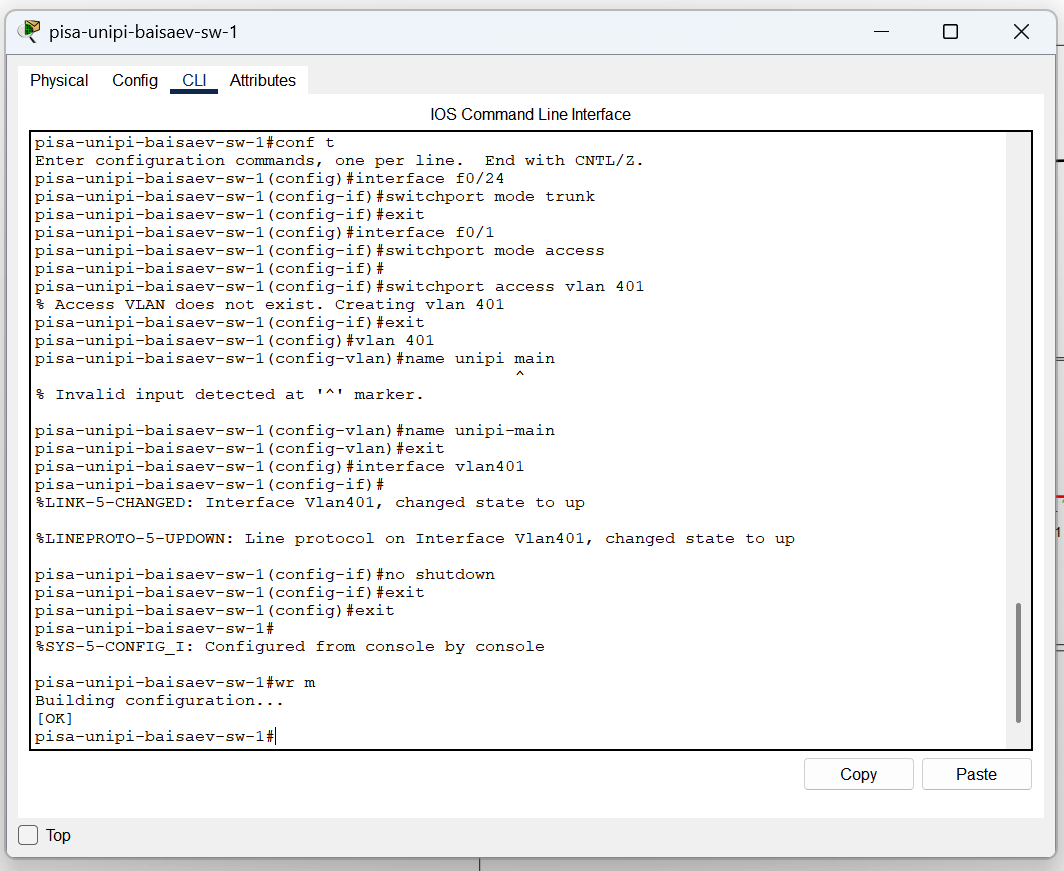 pisa-unipi-baisaev-sw-1
Physical Config CLI Attributes
IOS Command Line Interface
pisa-unipi-baisaev-sw-1#conf t
Enter configuration commands, one per line.  End with CNTL/Z.
pisa-unipi-baisaev-sw-1(config)#interface f0/24
pisa-unipi-baisaev-sw-1(config-if)#switchport mode trunk
pisa-unipi-baisaev-sw-1(config-if)#exit
pisa-unipi-baisaev-sw-1(config)#interface f0/1
pisa-unipi-baisaev-sw-1(config-if)#switchport mode access
pisa-unipi-baisaev-sw-1(config-if)#
pisa-unipi-baisaev-sw-1(config-if)#switchport access vlan 401
% Access VLAN does not exist. Creating vlan 401
pisa-unipi-baisaev-sw-1(config-if)#exit
pisa-unipi-baisaev-sw-1(config)#vlan 401
pisa-unipi-baisaev-sw-1(config-vlan)#name unipi main
^
% Invalid input detected at '^' marker.
pisa-unipi-baisaev-sw-1(config-vlan)#name unipi-main
pisa-unipi-baisaev-sw-1(config-vlan)#exit
pisa-unipi-baisaev-sw-1(config)#interface vlan401
pisa-unipi-baisaev-sw-1(config-if)#
%LINK-5-CHANGED: Interface Vlan401, changed state to up
%LINEPROTO-5-UPDOWN: Line protocol on Interface Vlan401, changed state to up
pisa-unipi-baisaev-sw-1(config-if)#no shutdown
pisa-unipi-baisaev-sw-1(config-if)#exit
pisa-unipi-baisaev-sw-1(config)#exit
pisa-unipi-baisaev-sw-1#
%SYS-5-CONFIG_I: Configured from console by console
pisa-unipi-baisaev-sw-1#wr m
Building configuration...
[OK]
pisa-unipi-baisaev-sw-1#
Copy Paste
Top